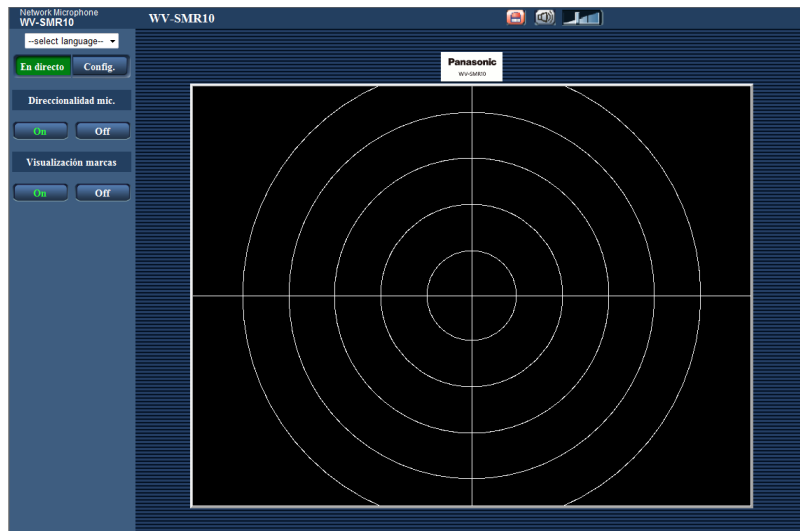 Network Microphone
WV-SMR10
WV-SMR10
--select language--
En directo Config.
Direccionalidad mic.
On Off
Visualización marcas
On Off
Panasonic
WV-SMR10